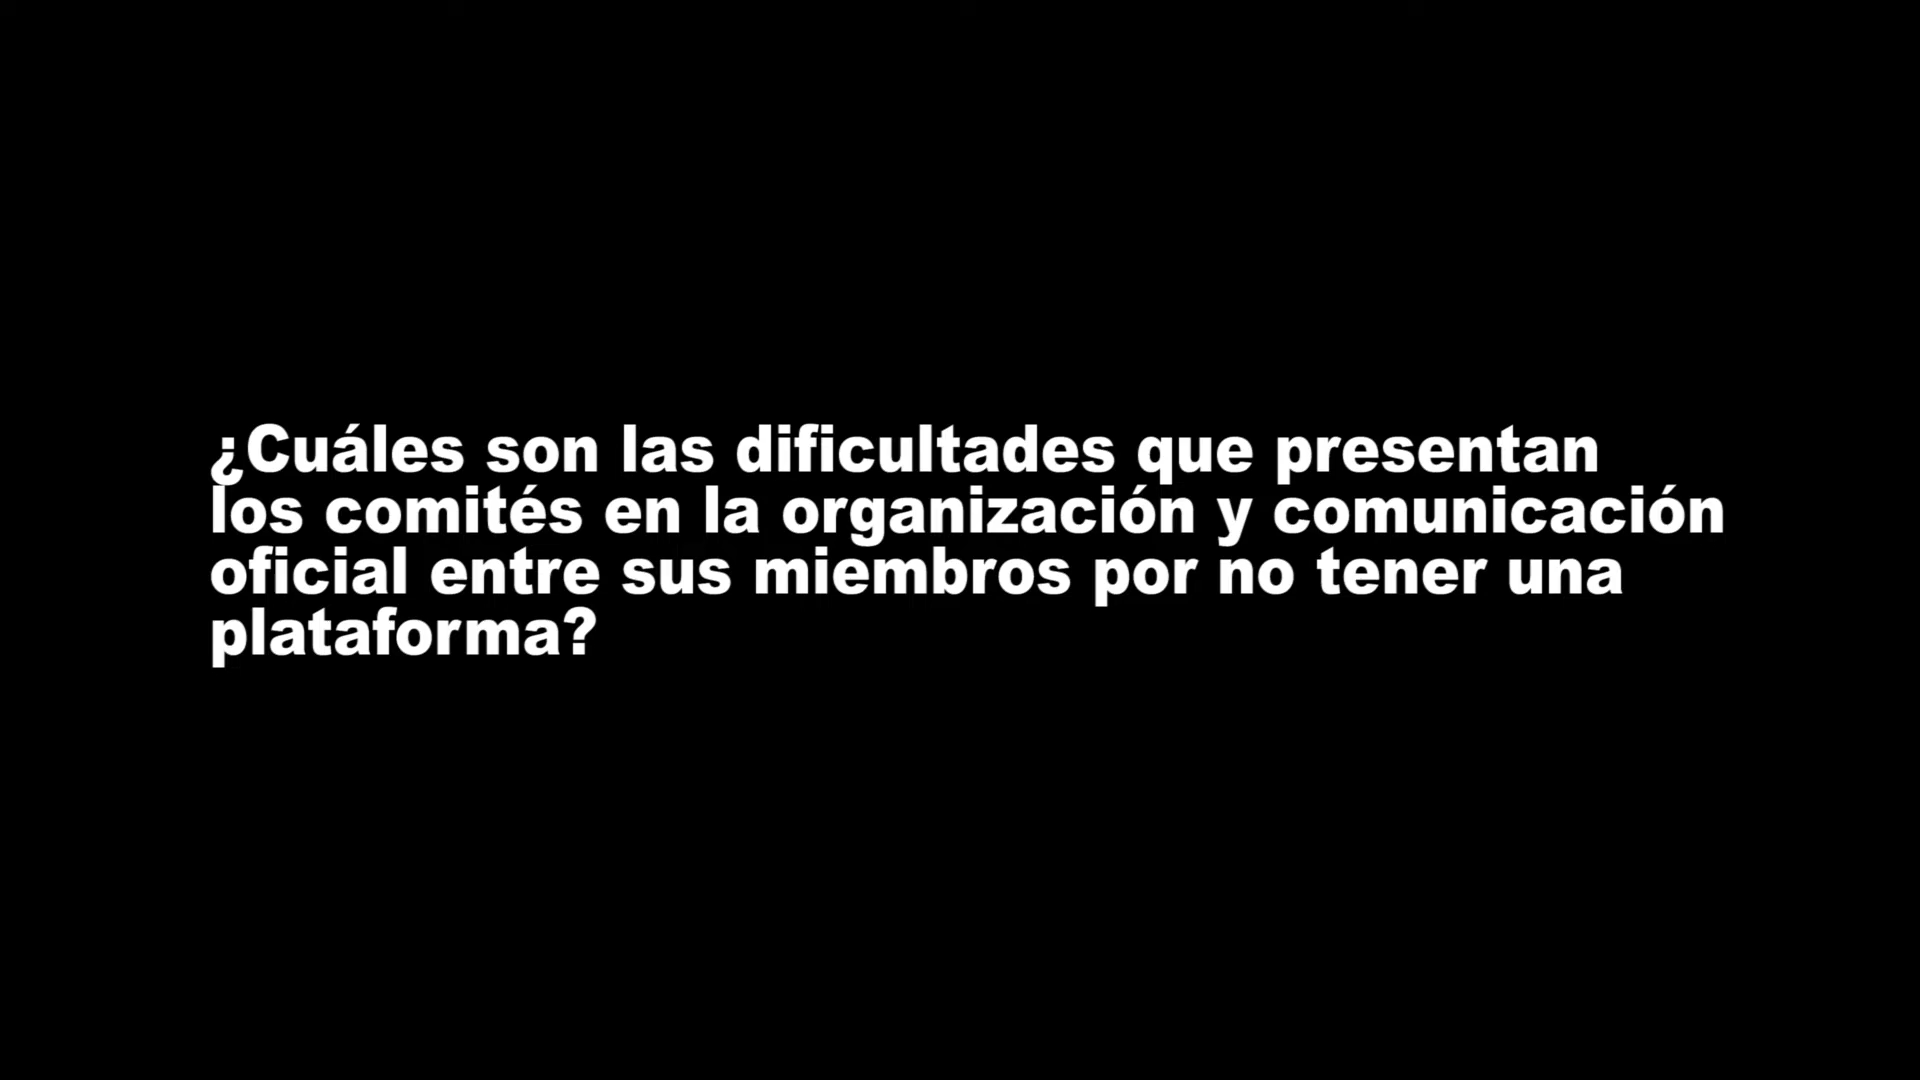 ¿Cuáles son las dificultades que presentan
los comités en la organización y comunicación
oficial entre sus miembros por no tener una
plataforma?